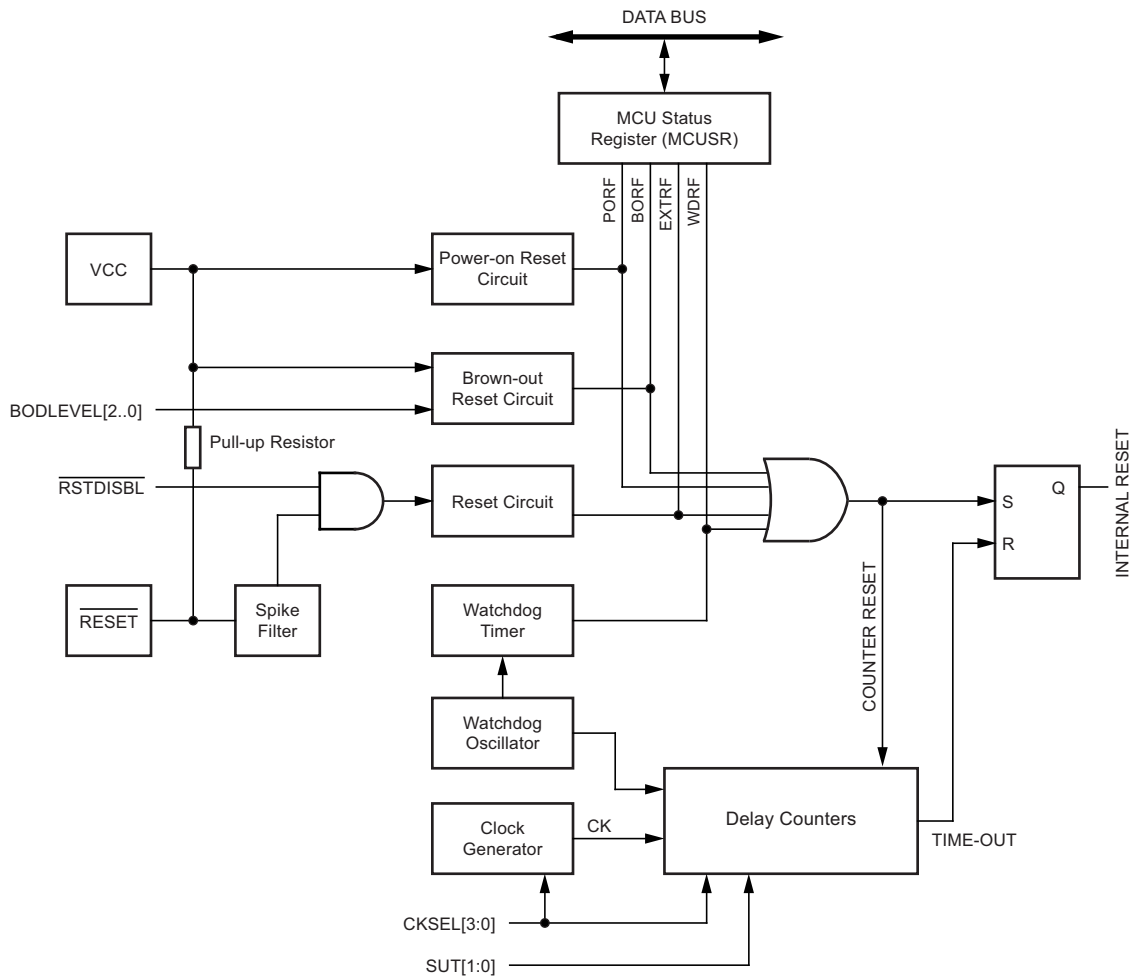 DATA BUS
MCU Status
Register (MCUSR)
PORF
BORF
EXTRF
WDRF
VCC
Power-on Reset
Circuit
Brown-out
Reset Circuit
BODLEVEL[2..0]
Pull-up Resistor
RSTDISBL
Reset Circuit
S
Q
R
INTERNAL RESET
RESET
Spike
Filter
Watchdog
Timer
COUNTER RESET
Watchdog
Oscillator
Clock
Generator
CK
Delay Counters
TIME-OUT
CKSEL[3:0]
SUT[1:0]